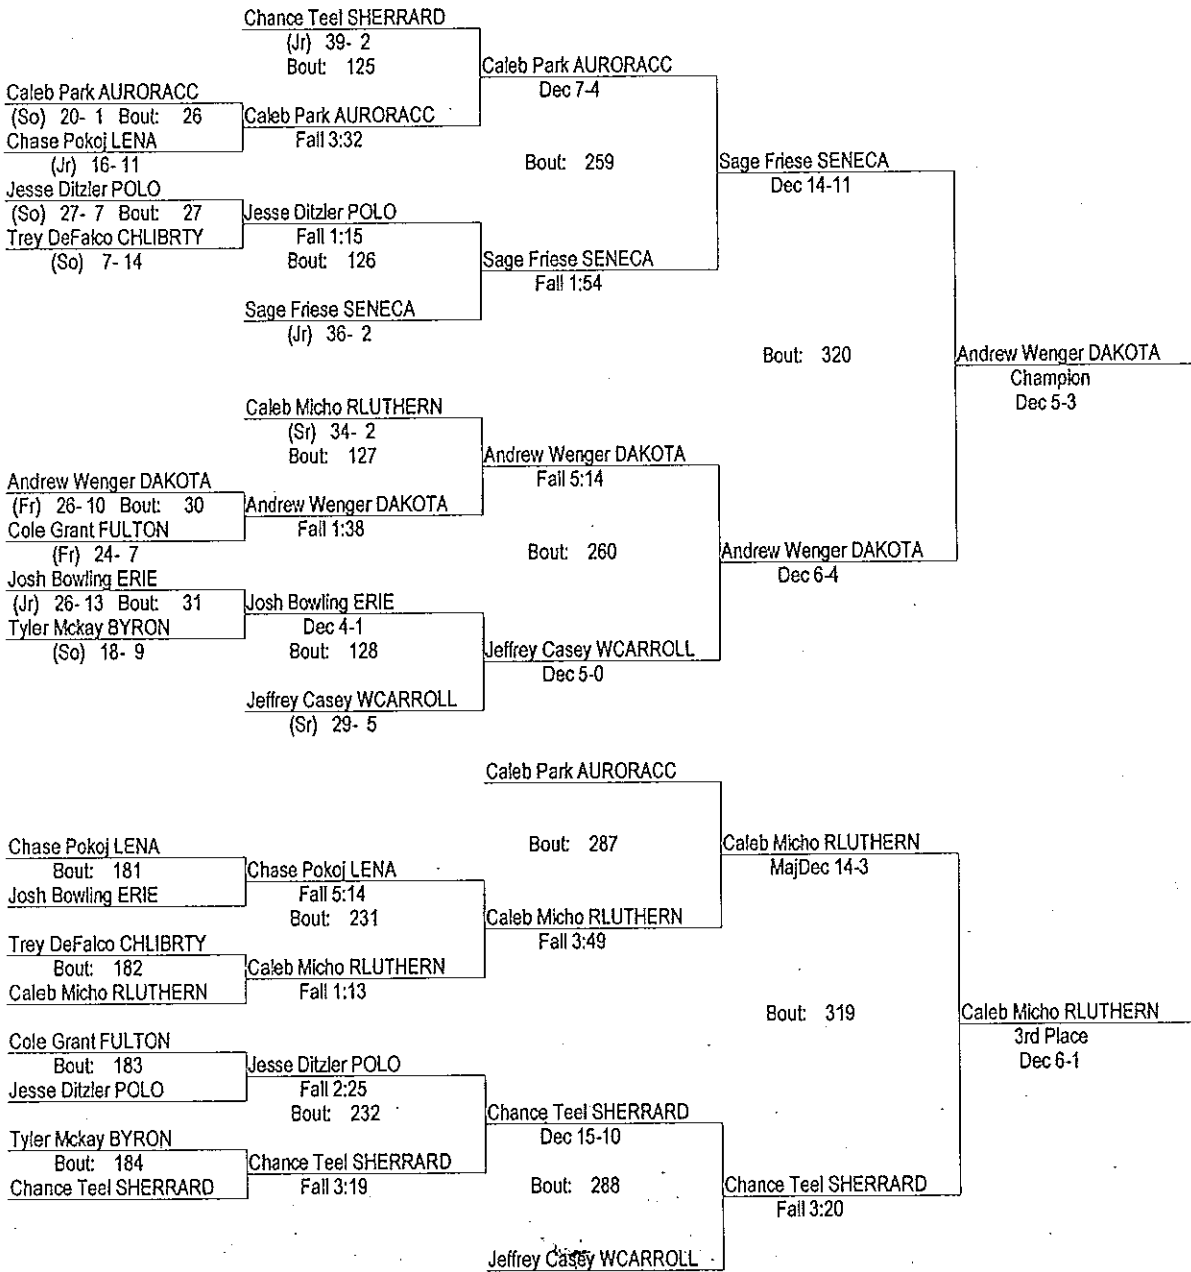 Chance Teel SHERRARD
(Jr) 39- 2
Bout: 125
Caleb Park AURORACC
Dec 7-4
Caleb Park AURORACC
(So) 20- 1 Bout: 26
Chase Pokoj LENA
(Jr) 16- 11
Caleb Park AURORACC
Fall 3:32
Bout: 259
Sage Friese SENECA
Dec 14-11
Jesse Ditzler POLO
(So) 27- 7 Bout: 27
Trey DeFalco CHLIBRTY
(So) 7- 14
Jesse Ditzler POLO
Fall 1:15
Bout: 126
Sage Friese SENECA
Fall 1:54
Sage Friese SENECA
(Jr) 36- 2
Bout: 320
Andrew Wenger DAKOTA
Champion
Dec 5-3
Caleb Micho RLUTHERN
(Sr) 34- 2
Bout: 127
Andrew Wenger DAKOTA
Fall 5:14
Andrew Wenger DAKOTA
(Fr) 26- 10 Bout: 30
Cole Grant FULTON
(Fr) 24- 7
Andrew Wenger DAKOTA
Fall 1:38
Bout: 260
Andrew Wenger DAKOTA
Dec 6-4
Josh Bowling ERIE
(Jr) 26- 13 Bout: 31
Tyler Mckay BYRON
(So) 18- 9
Josh Bowling ERIE
Dec 4-1
Bout: 128
Jeffrey Casey WCARROLL
Dec 5-0
Jeffrey Casey WCARROLL
(Sr) 29- 5
Caleb Park AURORACC
Bout: 287
Caleb Micho RLUTHERN
MajDec 14-3
Chase Pokoj LENA
Bout: 181
Josh Bowling ERIE
Chase Pokoj LENA
Fall 5:14
Bout: 231
Caleb Micho RLUTHERN
Fall 3:49
Trey DeFalco CHLIBRTY
Bout: 182
Caleb Micho RLUTHERN
Caleb Micho RLUTHERN
Fall 1:13
Bout: 319
Caleb Micho RLUTHERN
3rd Place
Dec 6-1
Cole Grant FULTON
Bout: 183
Jesse Ditzler POLO
Jesse Ditzler POLO
Fall 2:25
Bout: 232
Chance Teel SHERRARD
Dec 15-10
Tyler Mckay BYRON
Bout: 184
Chance Teel SHERRARD
Chance Teel SHERRARD
Fall 3:19
Bout: 288
Chance Teel SHERRARD
Fall 3:20
Jeffrey Casey WCARROLL